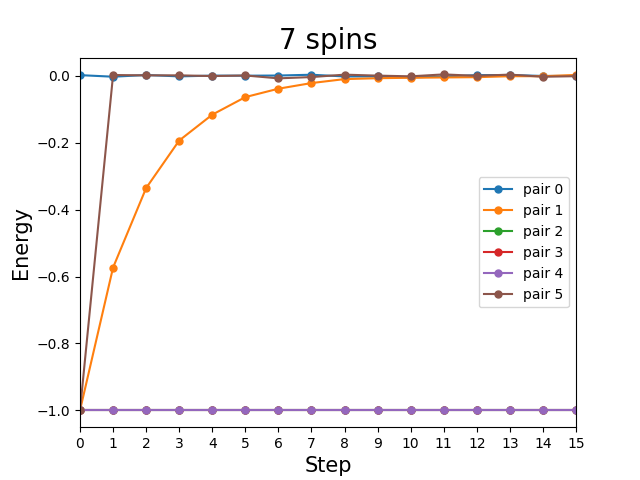 7 spins
Energy
0.0
−0.2
−0.4
−0.6
−0.8
−1.0
pair 0
pair 1
pair 2
pair 3
pair 4
pair 5
0 1 2 3 4 5 6 7 8 9 10 11 12 13 14 15
Step